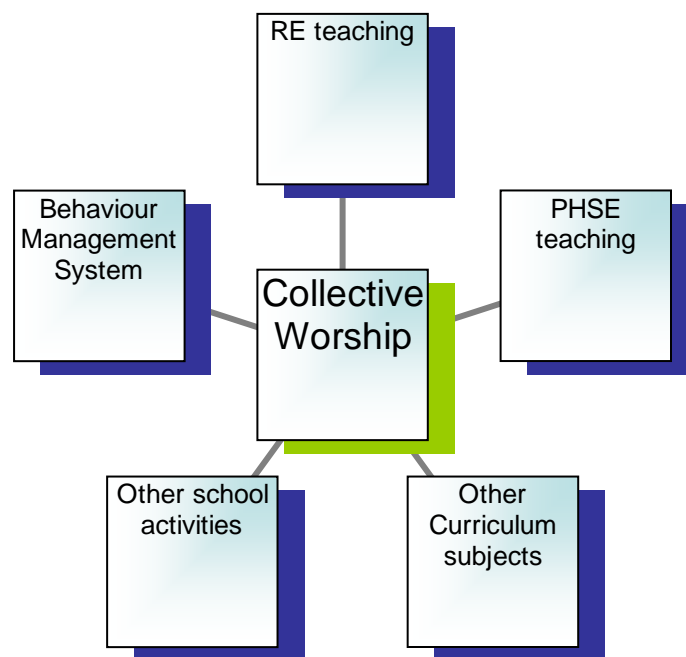 RE teaching
Behaviour
Management
System
PHSE
teaching
Collective
Worship
Other school
activities
Other
Curriculum
subjects